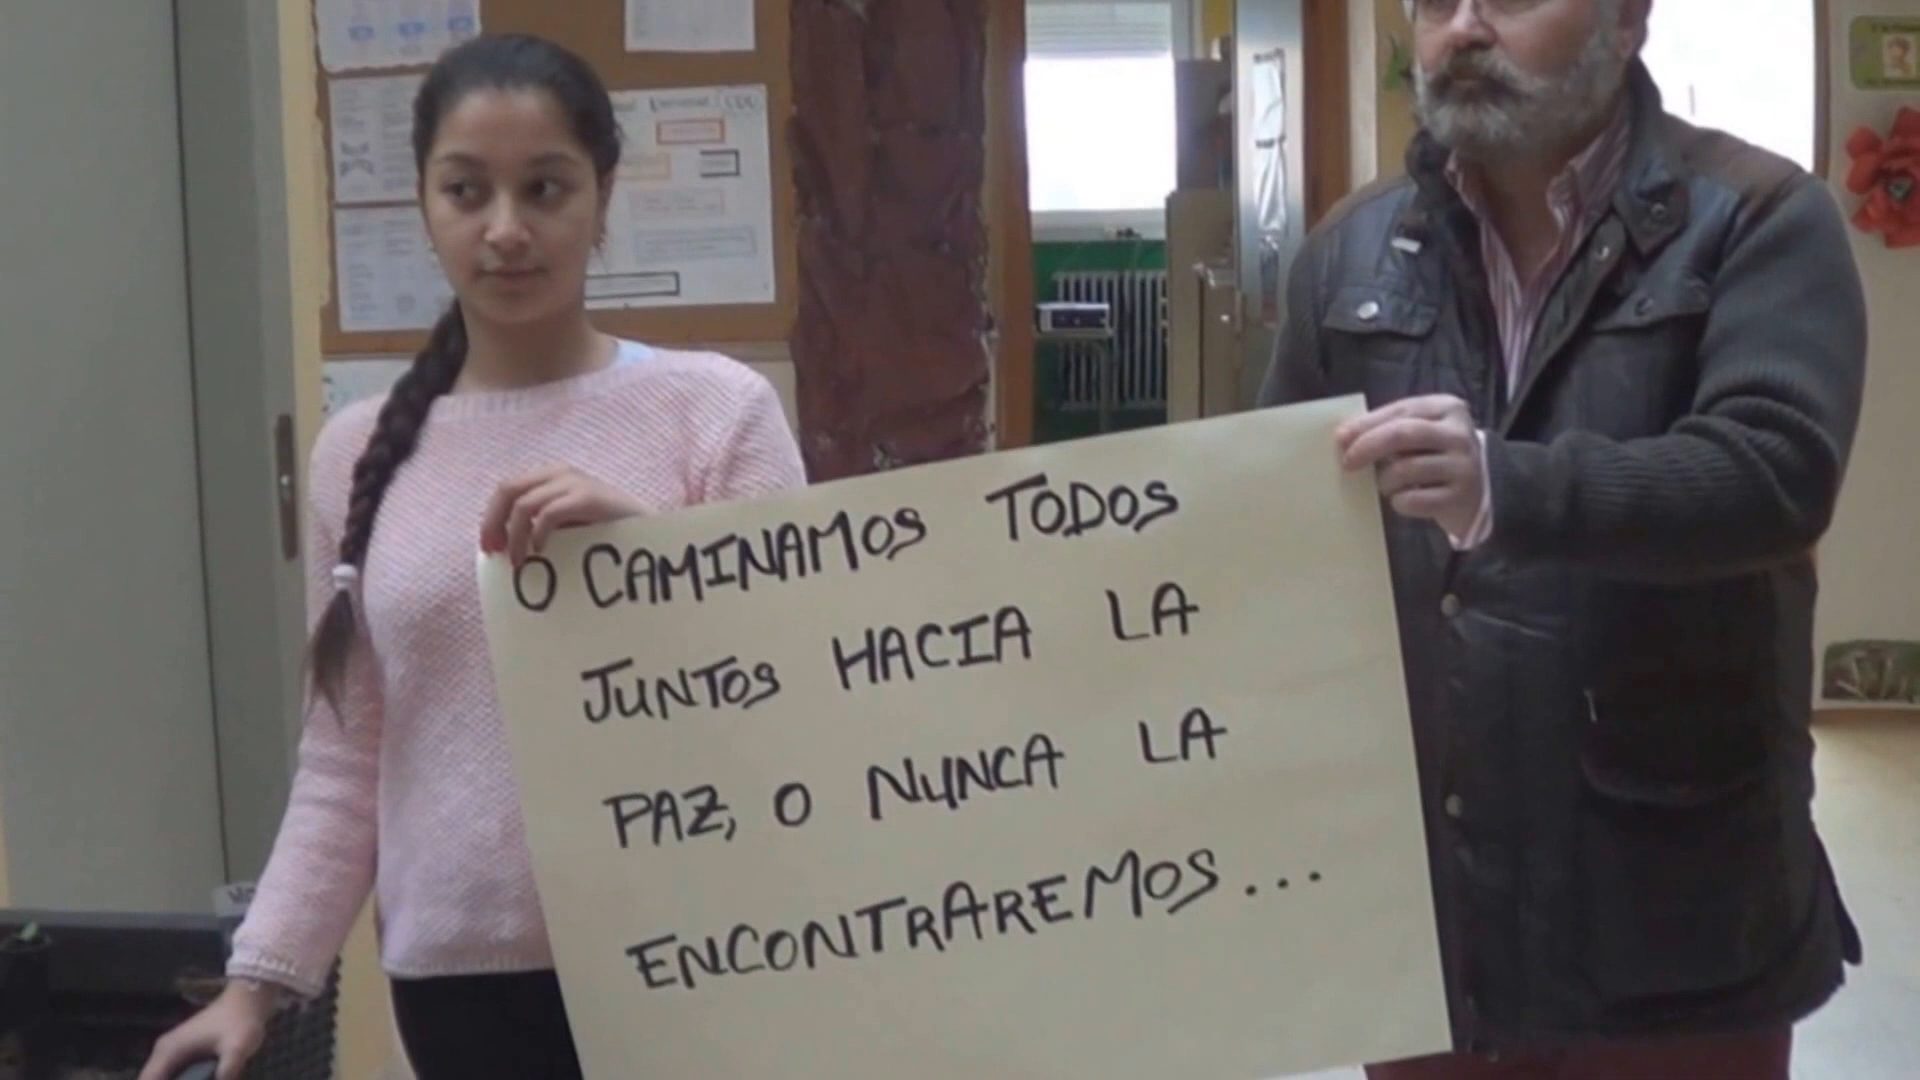 O CAMINAMOS TODOS
JUNTOS HACIA LA
PAZ, O NUNCA LA
ENCONTRAREMOS...